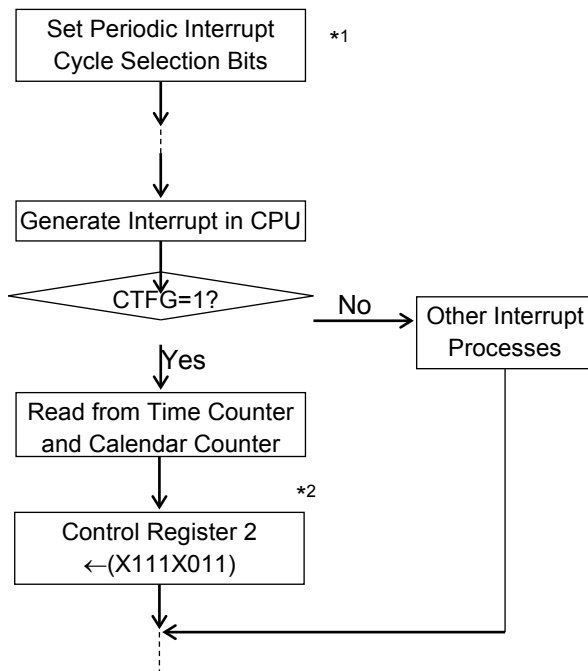 Set Periodic Interrupt
Cycle Selection Bits
*1
Generate Interrupt in CPU
CTFG=1?
No
Other Interrupt
Processes
Yes
Read from Time Counter
and Calendar Counter
*2
Control Register 2
←(X111X011)